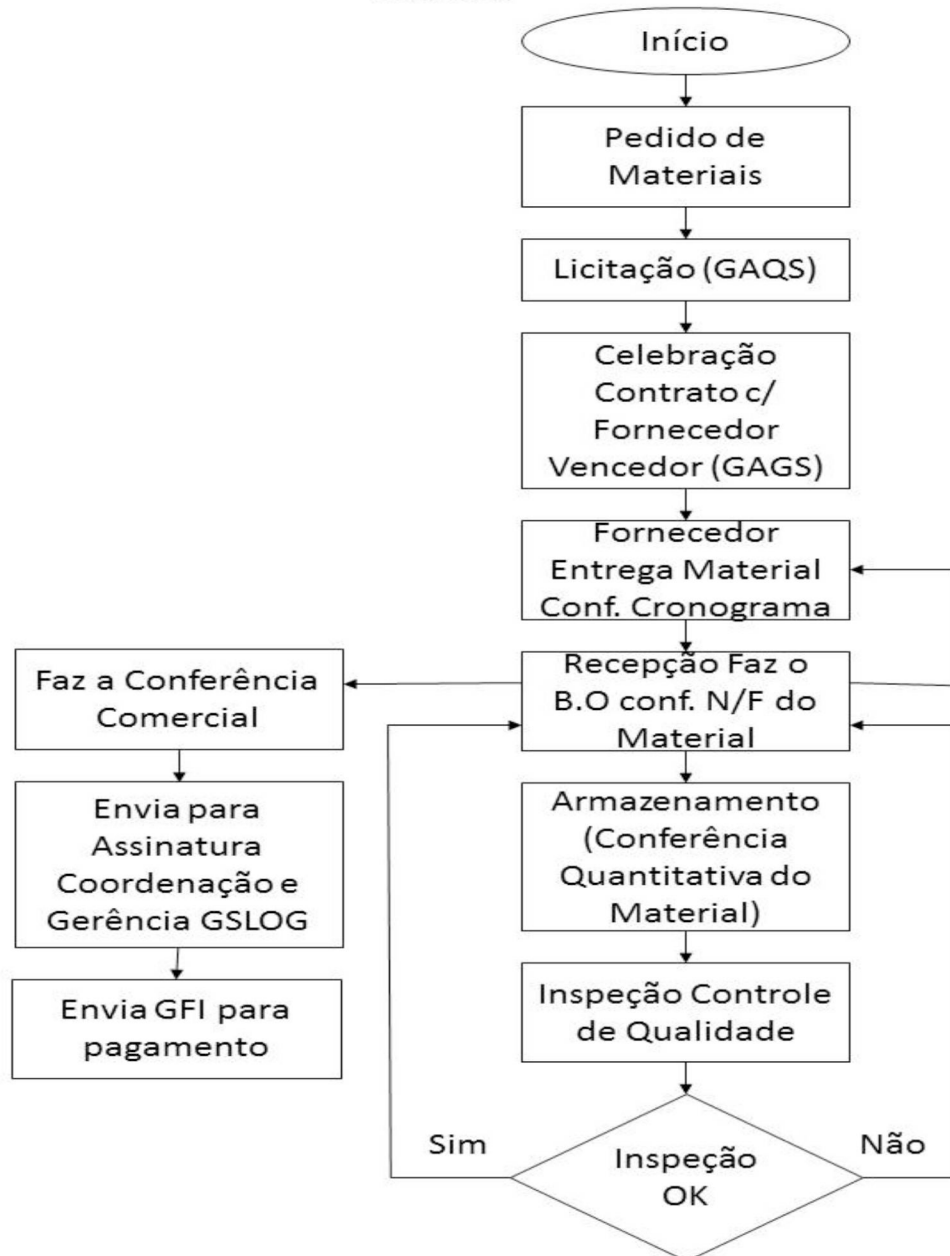 Início
Pedido de
Materiais
Licitação (GAQS)
Celebração
Contrato c/
Fornecedor
Vencedor (GAGS)
Fornecedor
Entrega Material
Conf. Cronograma
Recepção Faz o
B.O conf. N/F do
Material
Faz a Conferência
Comercial
Envia para
Assinatura
Coordenação e
Gerência GSLOG
Envia GFI para
pagamento
Armazenamento
(Conferência
Quantitativa do
Material)
Inspeção Controle
de Qualidade
Sim
Inspeção
OK
Não